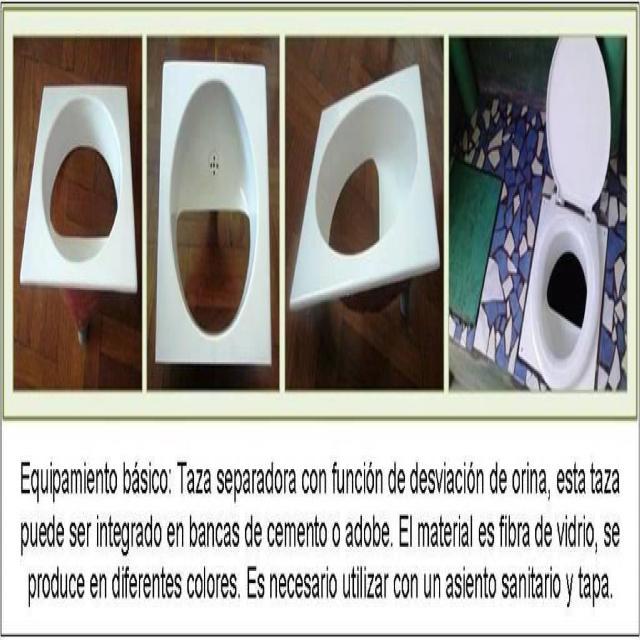 Equipamiento básico: Taza separadora con función de desviación de orina, esta taza
puede ser integrado en bancas de cemento o adobe. El material es fibra de vidrio, se
produce en diferentes colores. Es necesario utilizar con un asiento sanitario y tapa.